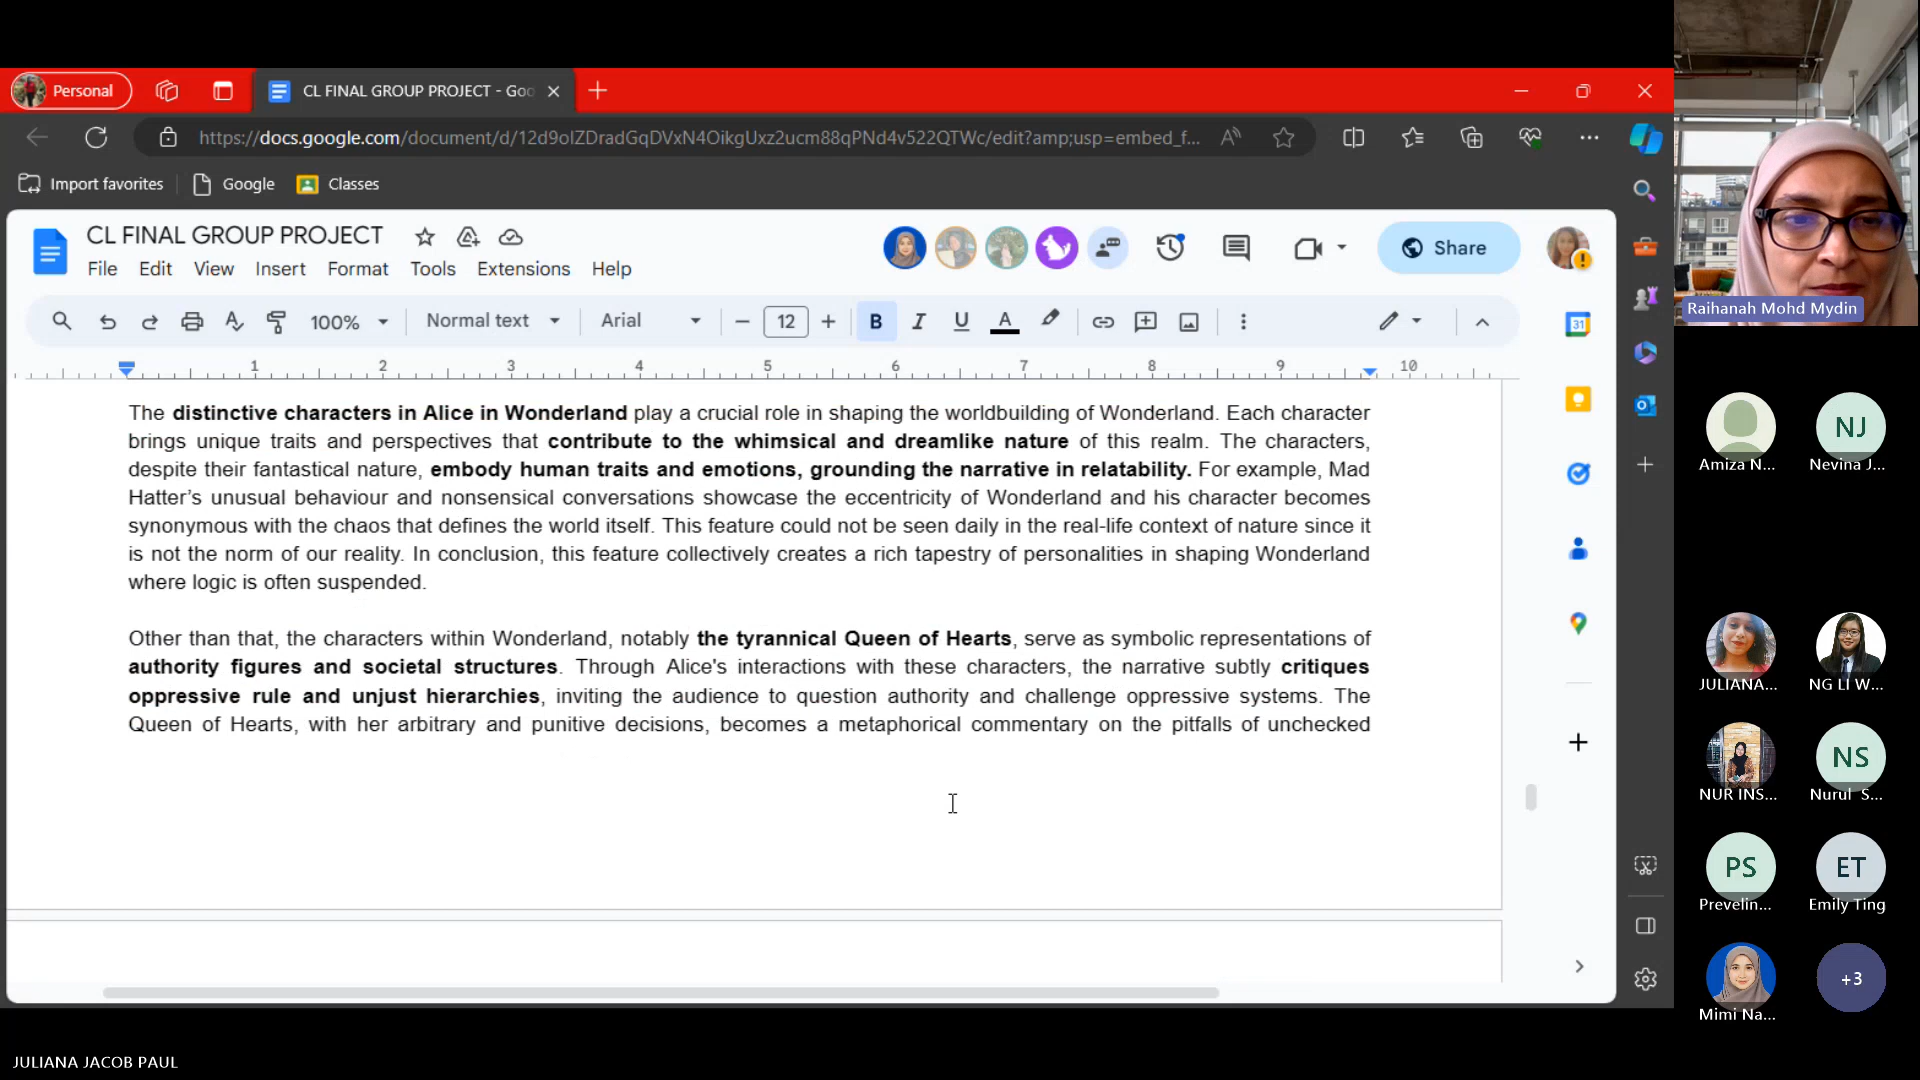 Personal
CL FINAL GROUP PROJECT - Goo
https://docs.google.com/document/d/12d9olZDradGqDVxN4OikgUxz2ucm88qPNd4v522QTWc/edit?amp;usp=embed_f...
Import favorites
Google
Classes
CL FINAL GROUP PROJECT
Share
File Edit View Insert Format Tools Extensions Help
100% Normal text Arial 12 B I U A
31
1 2 3 4 5 6 7 8 9 10
The distinctive characters in Alice in Wonderland play a crucial role in shaping the worldbuilding of Wonderland. Each character
brings unique traits and perspectives that contribute to the whimsical and dreamlike nature of this realm. The characters,
despite their fantastical nature, embody human traits and emotions, grounding the narrative in relatability. For example, Mad
Hatter's unusual behaviour and nonsensical conversations showcase the eccentricity of Wonderland and his character becomes
synonymous with the chaos that defines the world itself. This feature could not be seen daily in the real-life context of nature since it
is not the norm of our reality. In conclusion, this feature collectively creates a rich tapestry of personalities in shaping Wonderland
where logic is often suspended.
Other than that, the characters within Wonderland, notably the tyrannical Queen of Hearts, serve as symbolic representations of
authority figures and societal structures. Through Alice's interactions with these characters, the narrative subtly critiques
oppressive rule and unjust hierarchies, inviting the audience to question authority and challenge oppressive systems. The
Queen of Hearts, with her arbitrary and punitive decisions, becomes a metaphorical commentary on the pitfalls of unchecked
Raihanah Mohd Mydin
NJ
Amiza N... Nevina J...
JULIANA... NG LI W...
NS
NUR INS... Nurul S...
PS ET
Prevelin... Emily Ting
+3
Mimi Na...
JULIANA JACOB PAUL